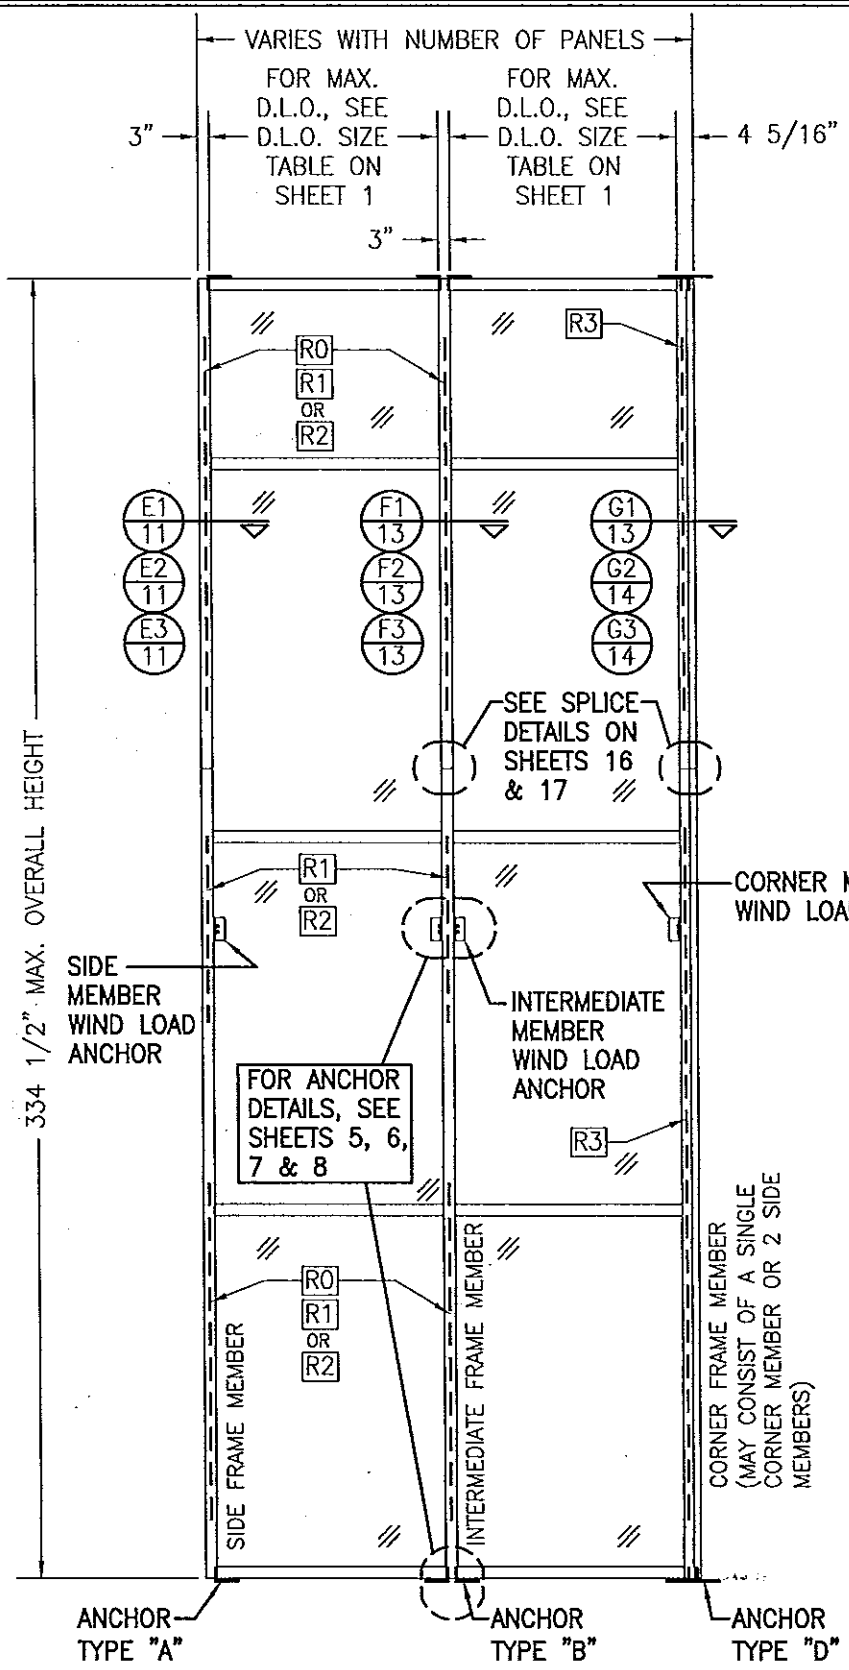 VARIES WITH NUMBER OF PANELS
FOR MAX.
D.L.O., SEE
D.L.O. SIZE
TABLE ON
SHEET 1
FOR MAX.
D.L.O., SEE
D.L.O. SIZE
TABLE ON
SHEET 1
3"
4 5/16"
3"
R0
R1
OR
R2
R3
E1
11
E2
11
E3
11
F1
13
F2
13
F3
13
G1
13
G2
14
G3
14
SEE SPLICE
DETAILS ON
SHEETS 16
& 17
334 1/2" MAX. OVERALL HEIGHT
R1
OR
R2
CORNER
WIND
SIDE
MEMBER
WIND LOAD
ANCHOR
INTERMEDIATE
MEMBER
WIND LOAD
ANCHOR
FOR ANCHOR
DETAILS, SEE
SHEETS 5, 6,
7 & 8
R3
R0
R1
OR
R2
SIDE FRAME MEMBER
INTERMEDIATE FRAME MEMBER
CORNER FRAME MEMBER
(MAY CONSIST OF A SINGLE
CORNER MEMBER OR 2 SIDE
MEMBERS)
ANCHOR
TYPE "A"
ANCHOR
TYPE "B"
ANCHOR
TYPE "D"